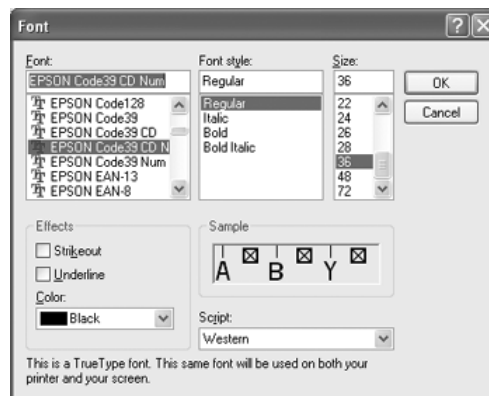 Font
Font:
EPSON Code39 CD Num
EPSON Code128
EPSON Code39
EPSON Code39 CD
EPSON Code39 CD N
EPSON Code39 Num
EPSON EAN-13
EPSON EAN-8
Font style:
Regular
Regular
Italic
Bold
Bold Italic
Size:
36
22
24
26
28
36
48
72
OK
Cancel
Effects
Strikeout
Underline
Color:
Black
Sample
A B Y
Script:
Western
This is a TrueType font. This same font will be used on both your
printer and your screen.